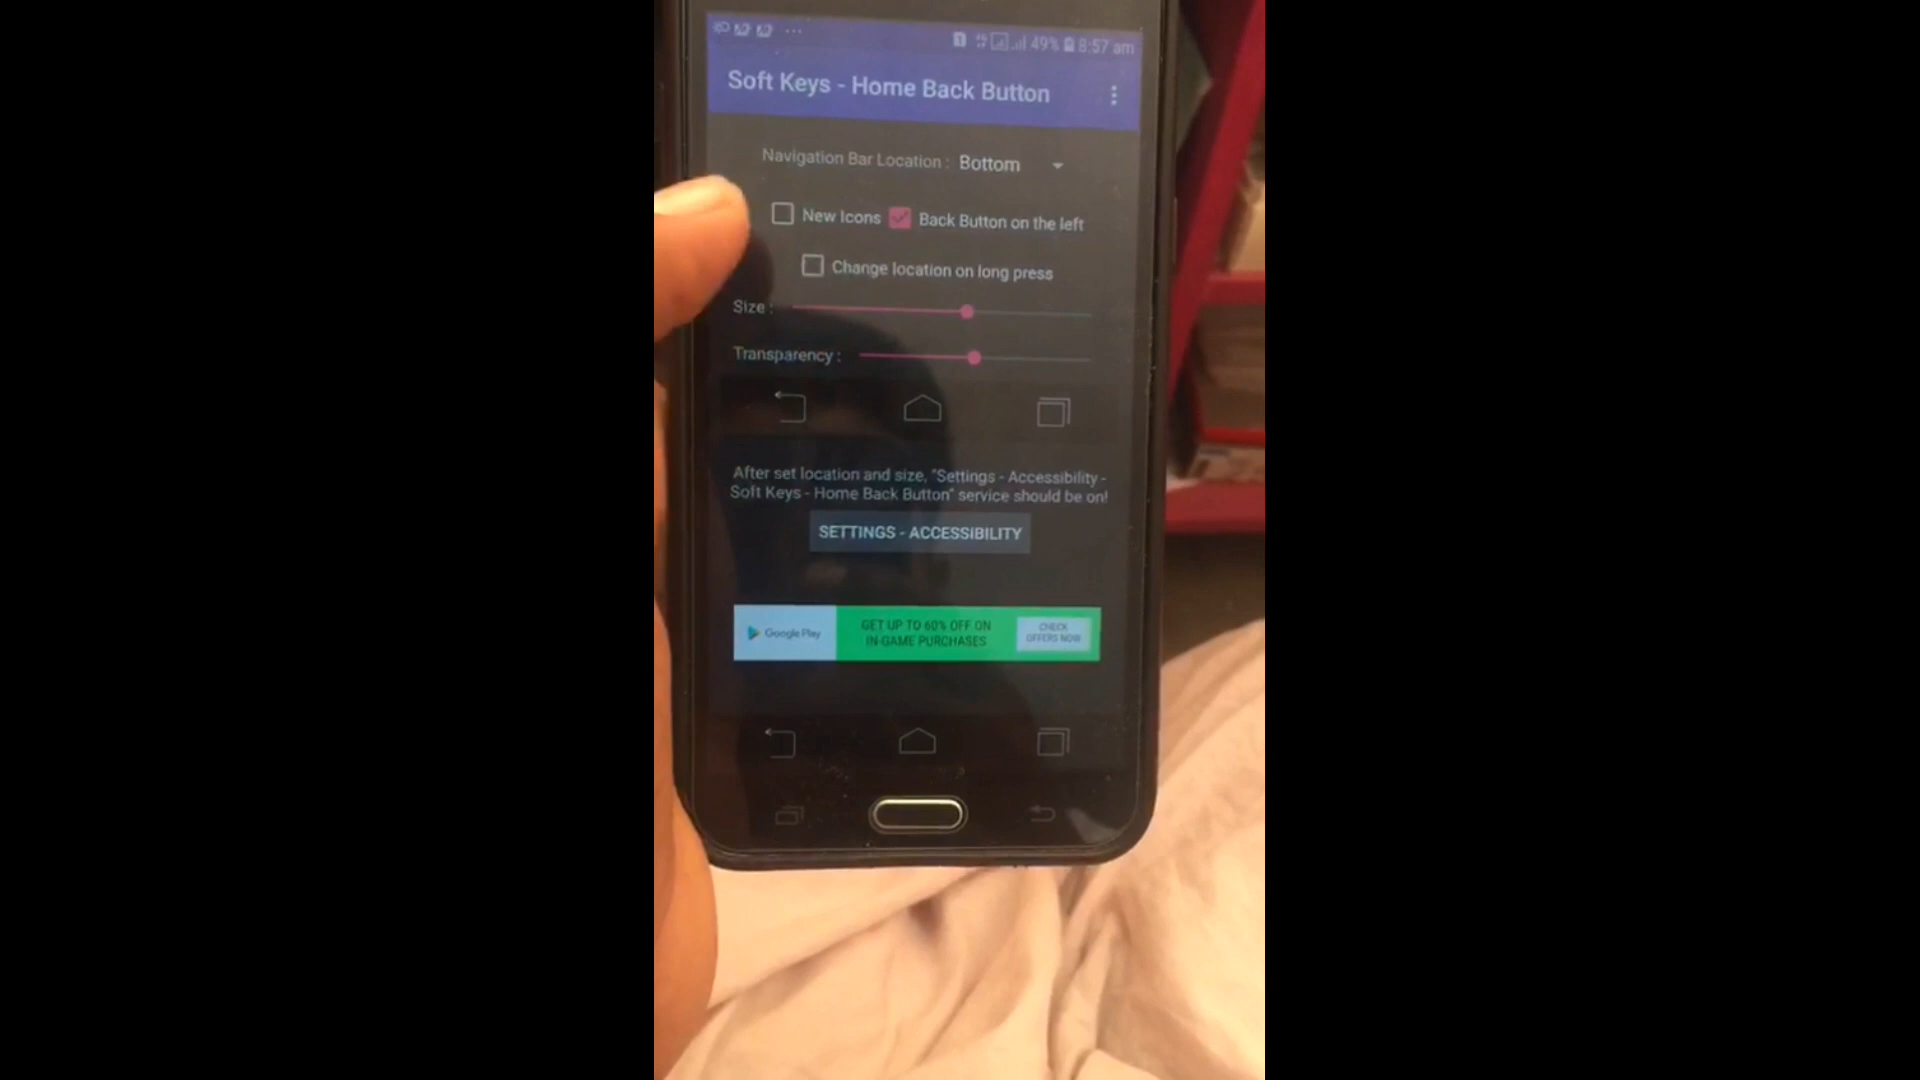 49% 8:57 am
Soft Keys - Home Back Button
Navigation Bar Location : Bottom
New Icons Back Button on the left
Change location on long press
Size :
Transparency :
After set location and size, "Settings - Accessibility -
Soft Keys - Home Back Button" service should be on!
SETTINGS - ACCESSIBILITY
Google Play
GET UP TO 60% OFF ON
IN-GAME PURCHASES
CHECK
OFFERS NOW